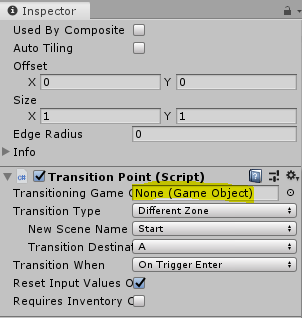 Inspector
Used By Composite
Auto Tiling
Offset
X 0 Y 0
Size
X 1 Y 1
Edge Radius 0
Info
Transition Point (Script)
Transitioning Game O None (Game Object)
Transition Type Different Zone
New Scene Name Start
Transition Destinat A
Transition When On Trigger Enter
Reset Input Values O
Requires Inventory C